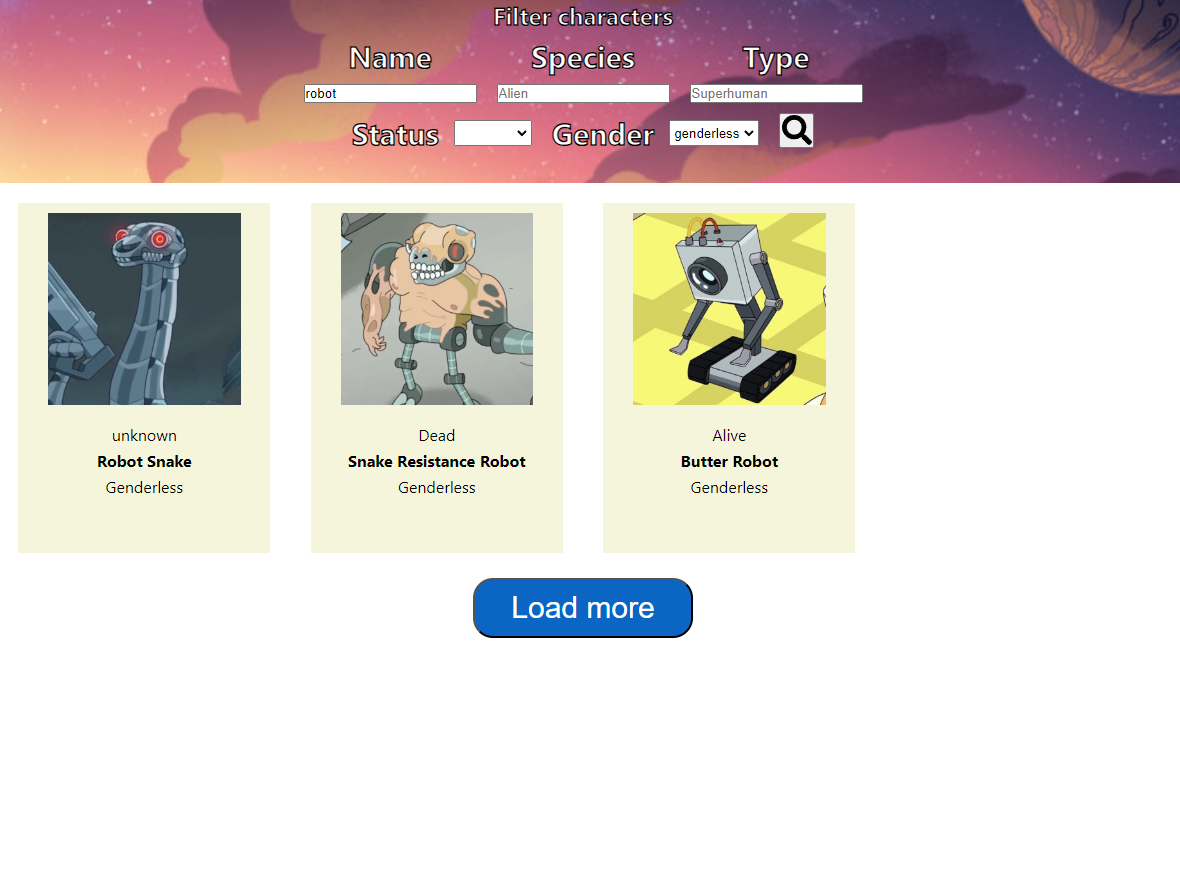 Filter characters
Name Species Type
robot Alien Superhuman
Status Gender genderless
unknown
Robot Snake
Genderless
Dead
Snake Resistance Robot
Genderless
Alive
Butter Robot
Genderless
Load more